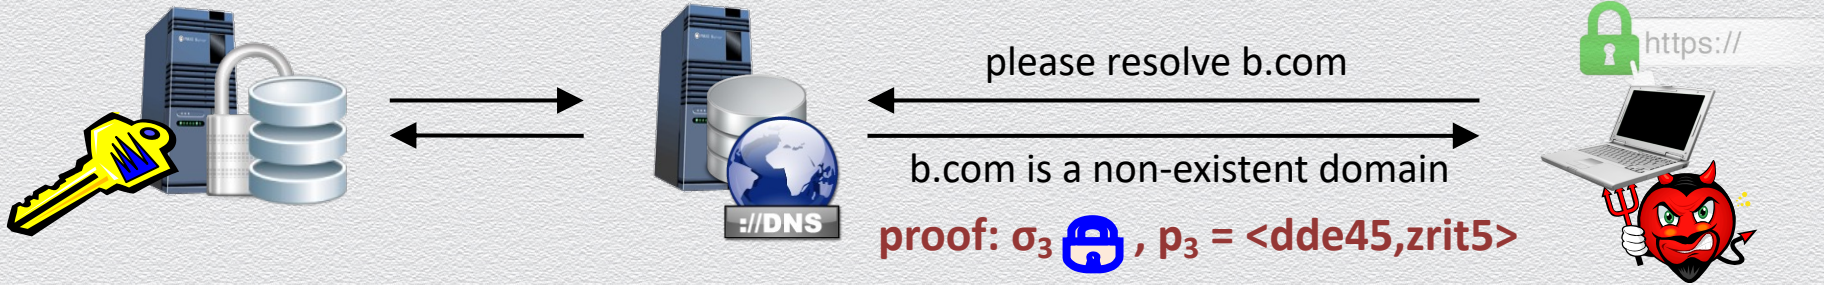 https://
please resolve b.com
b.com is a non-existent domain
://DNS
proof: σ₃ , p₃ = <dde45,zrit5>